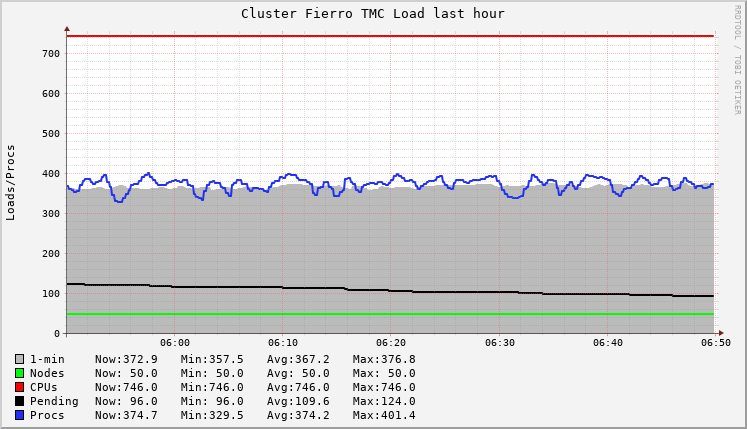 Cluster Fierro TMC Load last hour
RRDTOOL / TOBI OETIKER
Loads/Procs
700
600
500
400
300
200
100
0
06:00 06:10 06:20 06:30 06:40 06:50
1-min Now:372.9 Min:357.5 Avg:367.2 Max:376.8
Nodes Now: 50.0 Min: 50.0 Avg: 50.0 Max: 50.0
CPUs Now:746.0 Min:746.0 Avg:746.0 Max:746.0
Pending Now: 96.0 Min: 96.0 Avg:109.6 Max:124.0
Procs Now:374.7 Min:329.5 Avg:374.2 Max:401.4